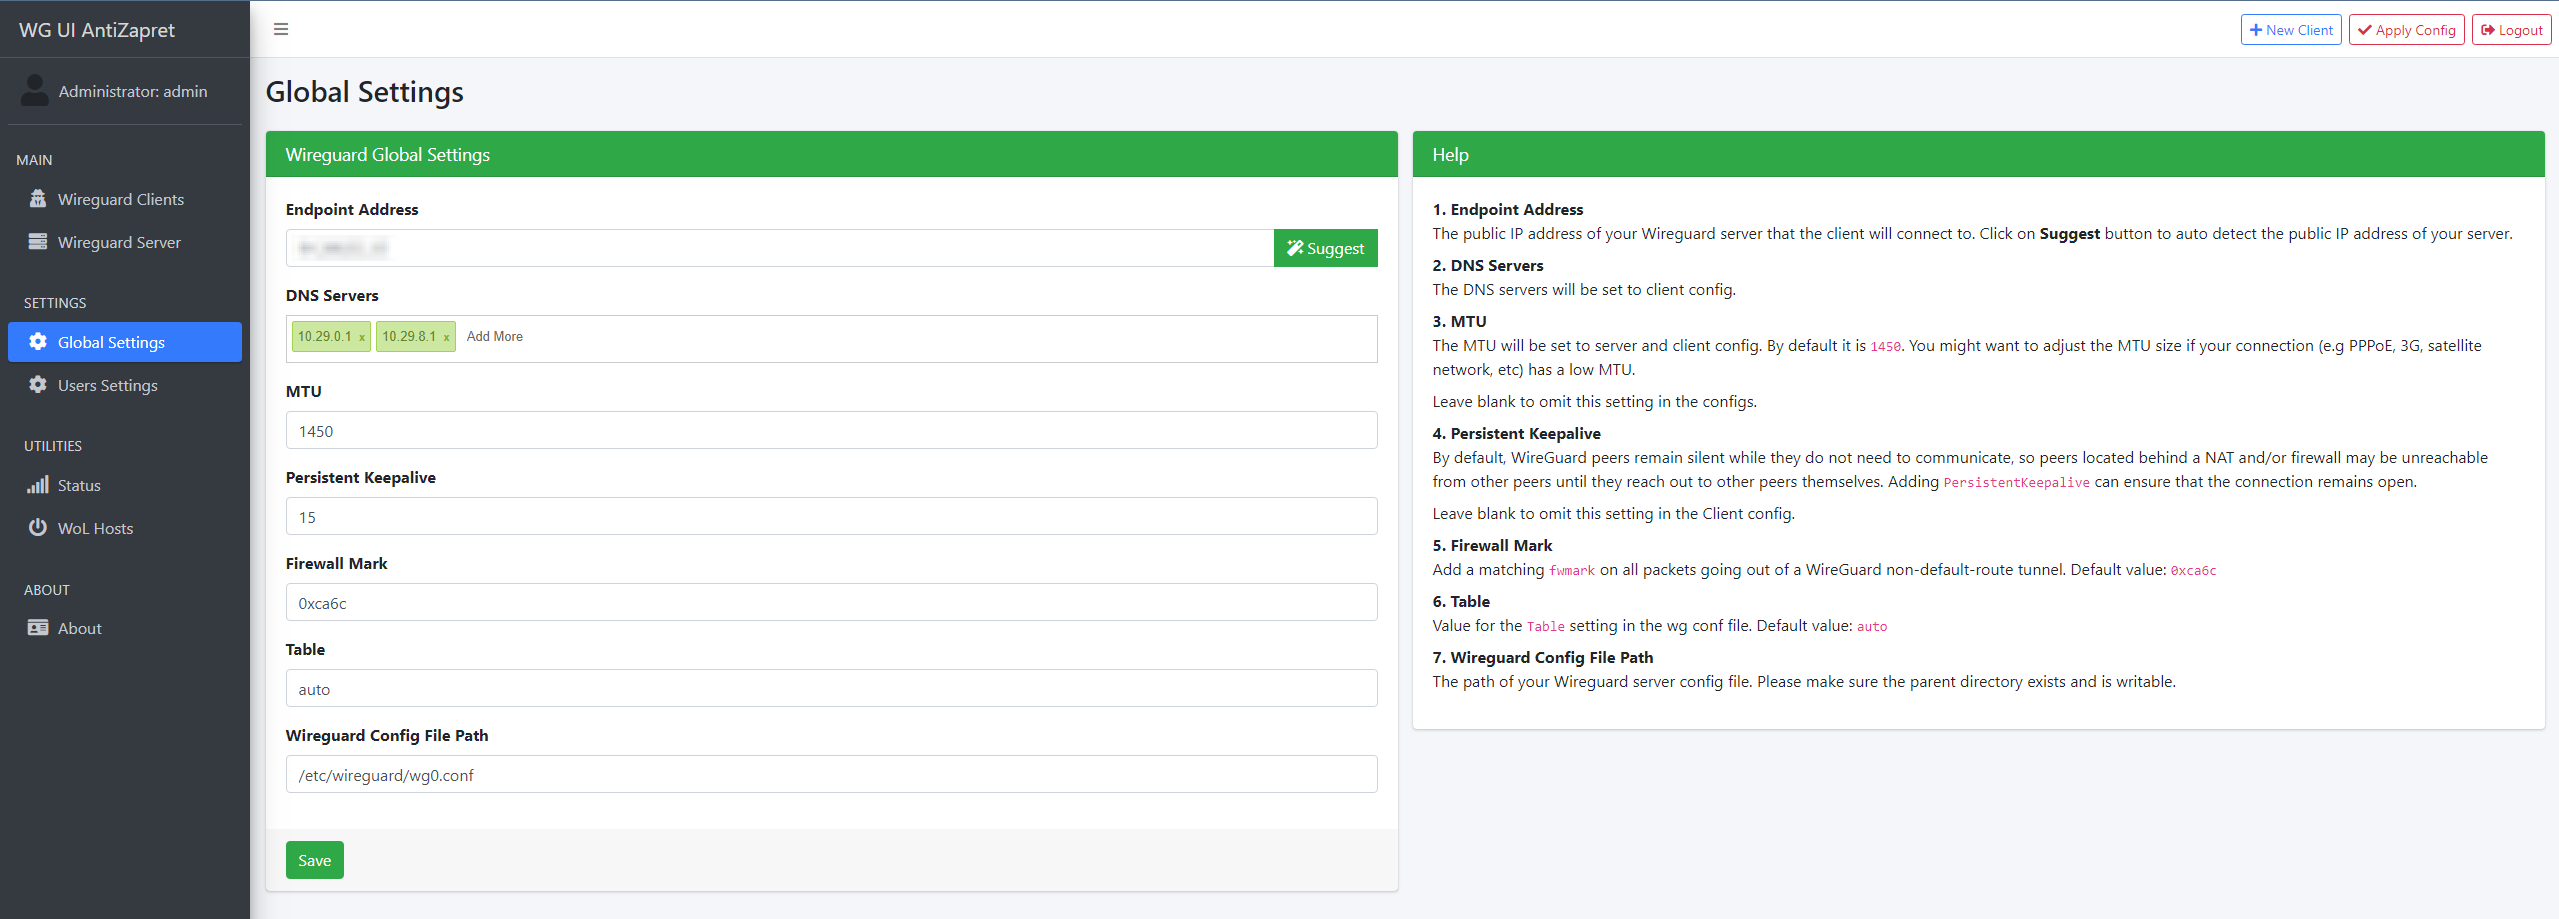 WG UI AntiZapret
New Client
Apply Config
Logout
Administrator: admin
MAIN
Wireguard Clients
Wireguard Server
SETTINGS
Global Settings
Users Settings
UTILITIES
Status
WoL Hosts
ABOUT
About
Global Settings
Wireguard Global Settings
Endpoint Address
Suggest
DNS Servers
10.29.0.1 x 10.29.8.1 x Add More
MTU
1450
Persistent Keepalive
15
Firewall Mark
0xca6c
Table
auto
Wireguard Config File Path
/etc/wireguard/wg0.conf
Save
Help
1. Endpoint Address
The public IP address of your Wireguard server that the client will connect to. Click on Suggest button to auto detect the public IP address of your server.
2. DNS Servers
The DNS servers will be set to client config.
3. MTU
The MTU will be set to server and client config. By default it is 1450. You might want to adjust the MTU size if your connection (e.g PPPoE, 3G, satellite
network, etc) has a low MTU.
Leave blank to omit this setting in the configs.
4. Persistent Keepalive
By default, WireGuard peers remain silent while they do not need to communicate, so peers located behind a NAT and/or firewall may be unreachable
from other peers until they reach out to other peers themselves. Adding PersistentKeepalive can ensure that the connection remains open.
Leave blank to omit this setting in the Client config.
5. Firewall Mark
Add a matching fwmark on all packets going out of a WireGuard non-default-route tunnel. Default value: 0xca6c
6. Table
Value for the Table setting in the wg conf file. Default value: auto
7. Wireguard Config File Path
The path of your Wireguard server config file. Please make sure the parent directory exists and is writable.